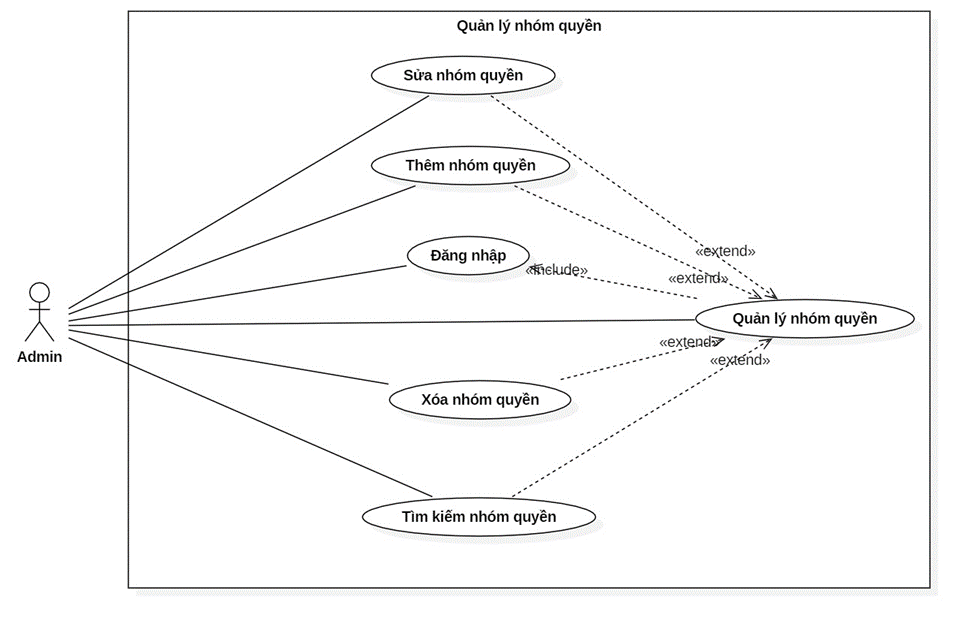 Quản lý nhóm quyền
Sửa nhóm quyền
Thêm nhóm quyền
Đăng nhập
«extend»
«include»
«extend»
Quản lý nhóm quyền
Admin
«extend»
«extend»
Xóa nhóm quyền
Tìm kiếm nhóm quyền